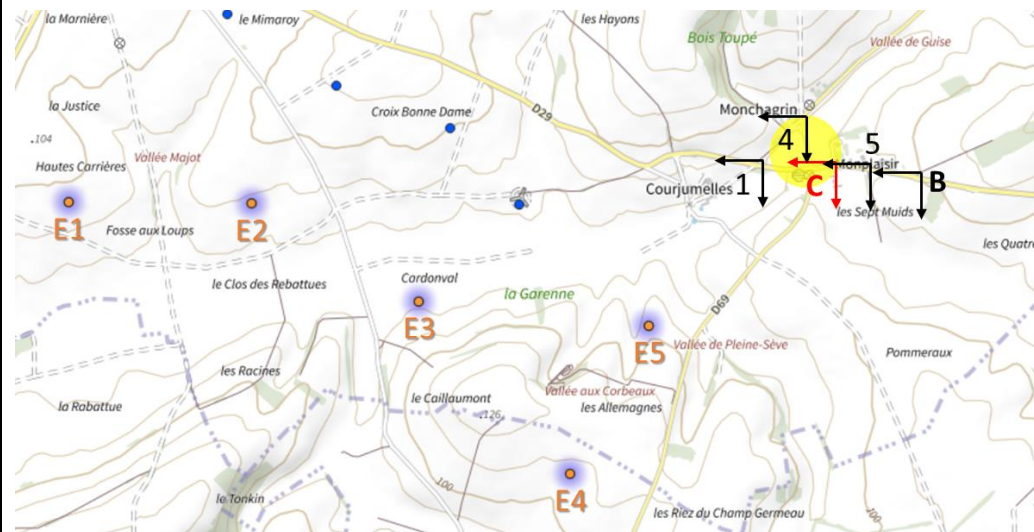 la Marnière
le Mimaroy
les Hayons
Bois Toupé
Vallée de Guise
la Justice
Croix Bonne Dame
D29
Monchagrin
.104
Vallée Majot
4
5
Hautes Carrières
Monplaisir
Courjumelles
1
C
B
E1
Fosse aux Loups
E2
les Sept Muids
les Quatr
le Clos des Rebattues
Cardonval
la Garenne
D69
E3
E5
Vallée de Pleine-Sève
Pommeraux
les Racines
Vallée aux Corbeaux
la Rabattue
le Caillaumont
les Allemagnes
.126
100
le Tonkin
E4
les Riez du Champ Germeau
100